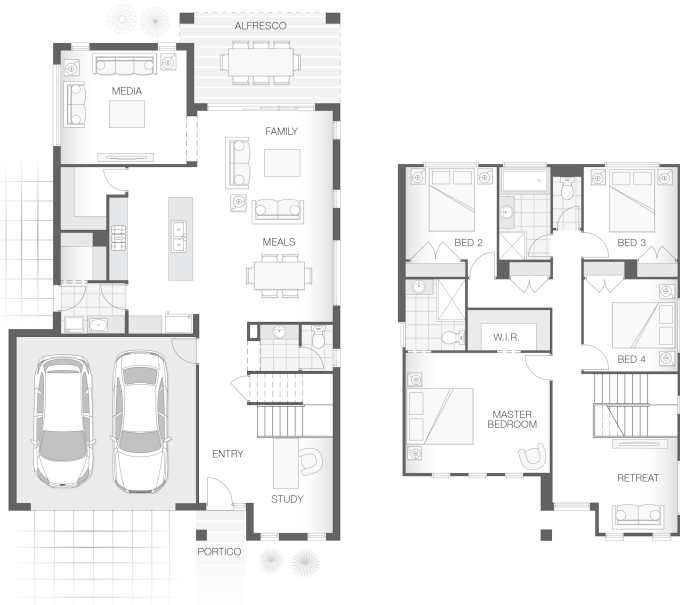 ALFRESCO
MEDIA
FAMILY
MEALS
ENTRY
STUDY
PORTICO
BED 2
BED 3
W.I.R.
BED 4
MASTER
BEDROOM
RETREAT